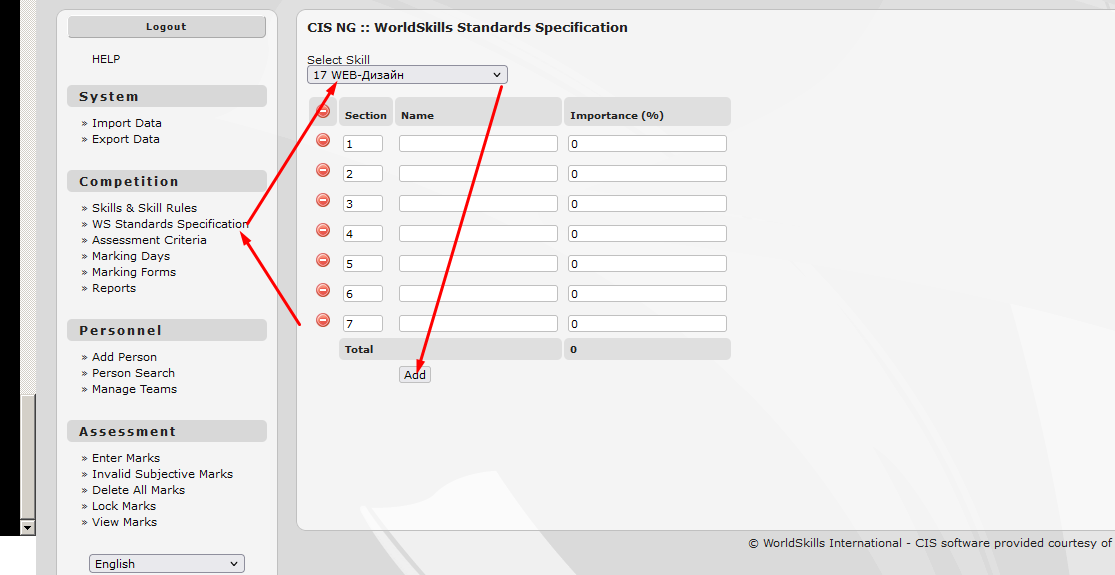 Logout
HELP
System
» Import Data
» Export Data
Competition
» Skills & Skill Rules
» WS Standards Specification
» Assessment Criteria
» Marking Days
» Marking Forms
» Reports
Personnel
» Add Person
» Person Search
» Manage Teams
Assessment
» Enter Marks
» Invalid Subjective Marks
» Delete All Marks
» Lock Marks
» View Marks
English
CIS NG :: WorldSkills Standards Specification
Select Skill
17 WEB-Дизайн
Section Name Importance (%)
1 0
2 0
3 0
4 0
5 0
6 0
7 0
Total 0
Add
© WorldSkills International - CIS software provided courtesy of